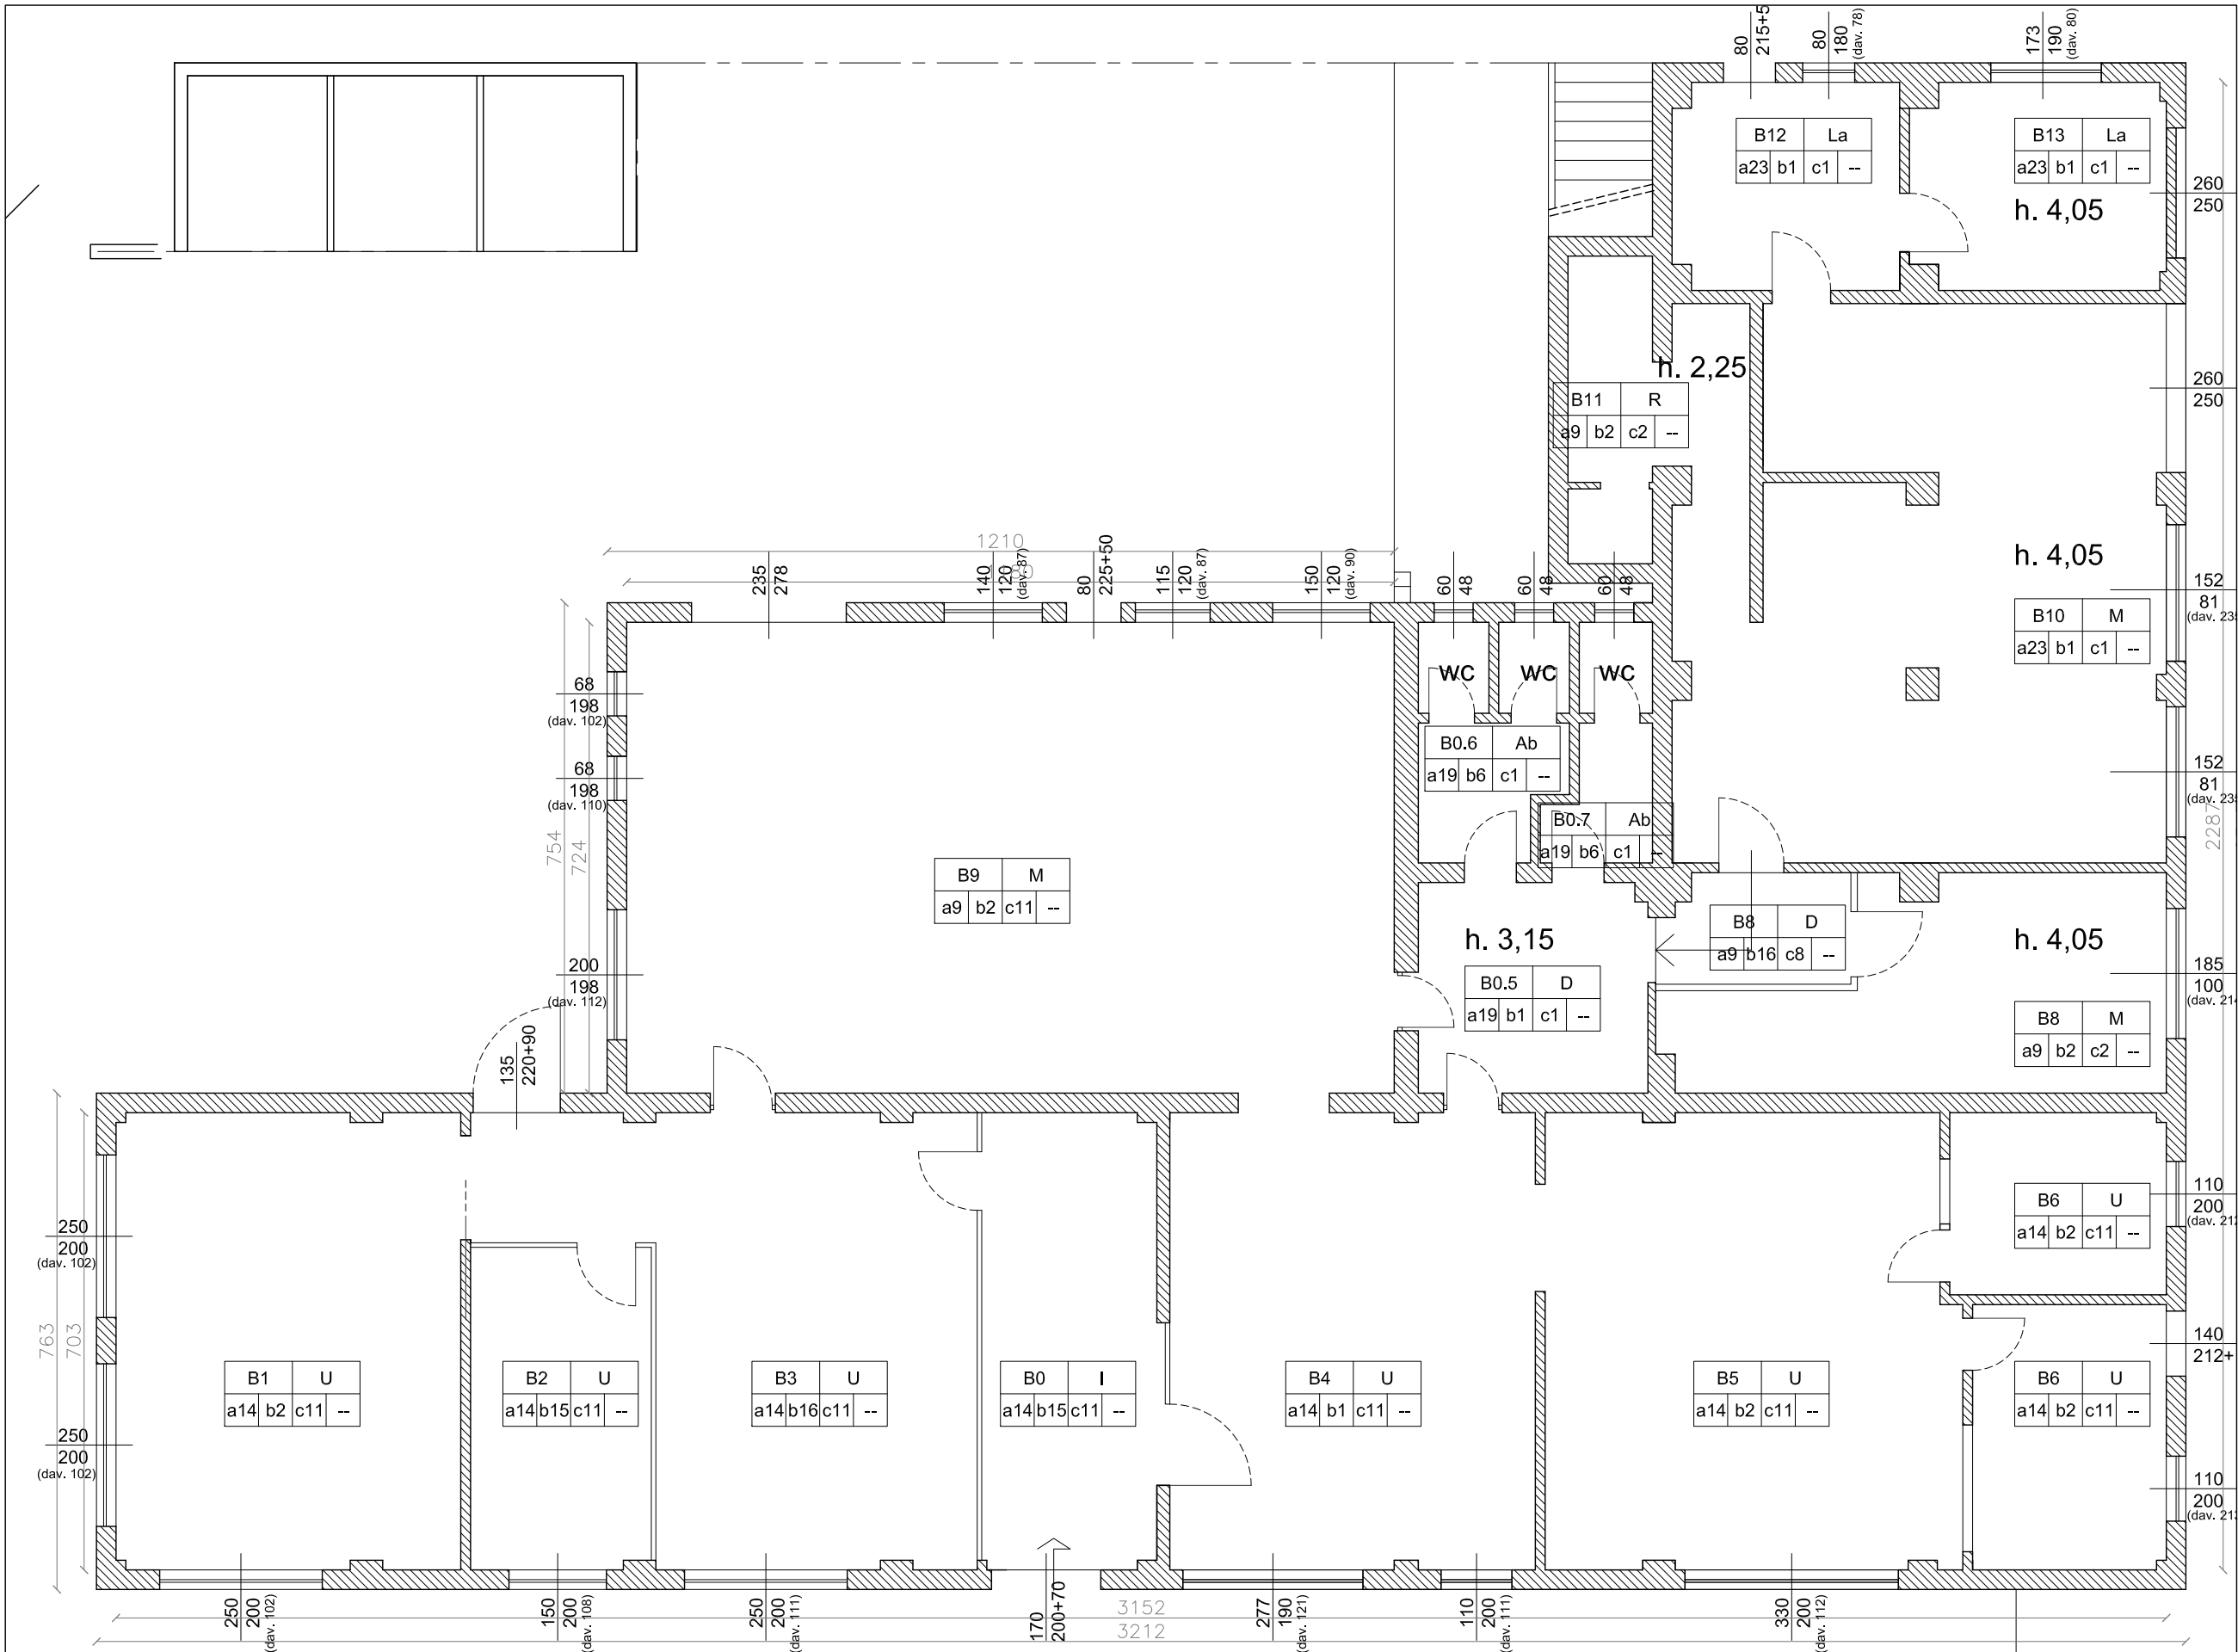 80
215+5
80
180
(dav. 78)
173
190
(dav. 80)
B12 La
a23 b1 c1 --
B13 La
a23 b1 c1 --
h. 4,05
260
250
h. 2,25
B11 R
a9 b2 c2 --
260
250
1210
235
278
140
120
(dav. 87)
80
225+50
115
120
(dav. 87)
150
120
(dav. 90)
60
48
60
48
60
48
h. 4,05
B10 M
a23 b1 c1 --
152
81
152
81
2287
wc
wc
wc
68
198
(dav. 102)
68
198
(dav. 110)
754
724
200
198
(dav. 112)
B0.6 Ab
a19 b6 c1 --
B0.7 Ab
a19 b6 c1 --
B9 M
a9 b2 c11 --
h. 3,15
B0.5 D
a19 b1 c1 --
B8 D
a9 b16 c8 --
h. 4,05
185
100
B8 M
a9 b2 c2 --
135
220+90
250
200
(dav. 102)
763
703
250
200
(dav. 102)
B6 U
a14 b2 c11 --
110
200
140
212+
B1 U
a14 b2 c11 --
B2 U
a14 b15 c11 --
B3 U
a14 b16 c11 --
B0 I
a14 b15 c11 --
B4 U
a14 b1 c11 --
B5 U
a14 b2 c11 --
B6 U
a14 b2 c11 --
110
200
250
200
(dav. 102)
150
200
(dav. 108)
250
200
(dav. 111)
170
200+70
3152
3212
277
190
(dav. 121)
110
200
(dav. 111)
330
200
(dav. 112)